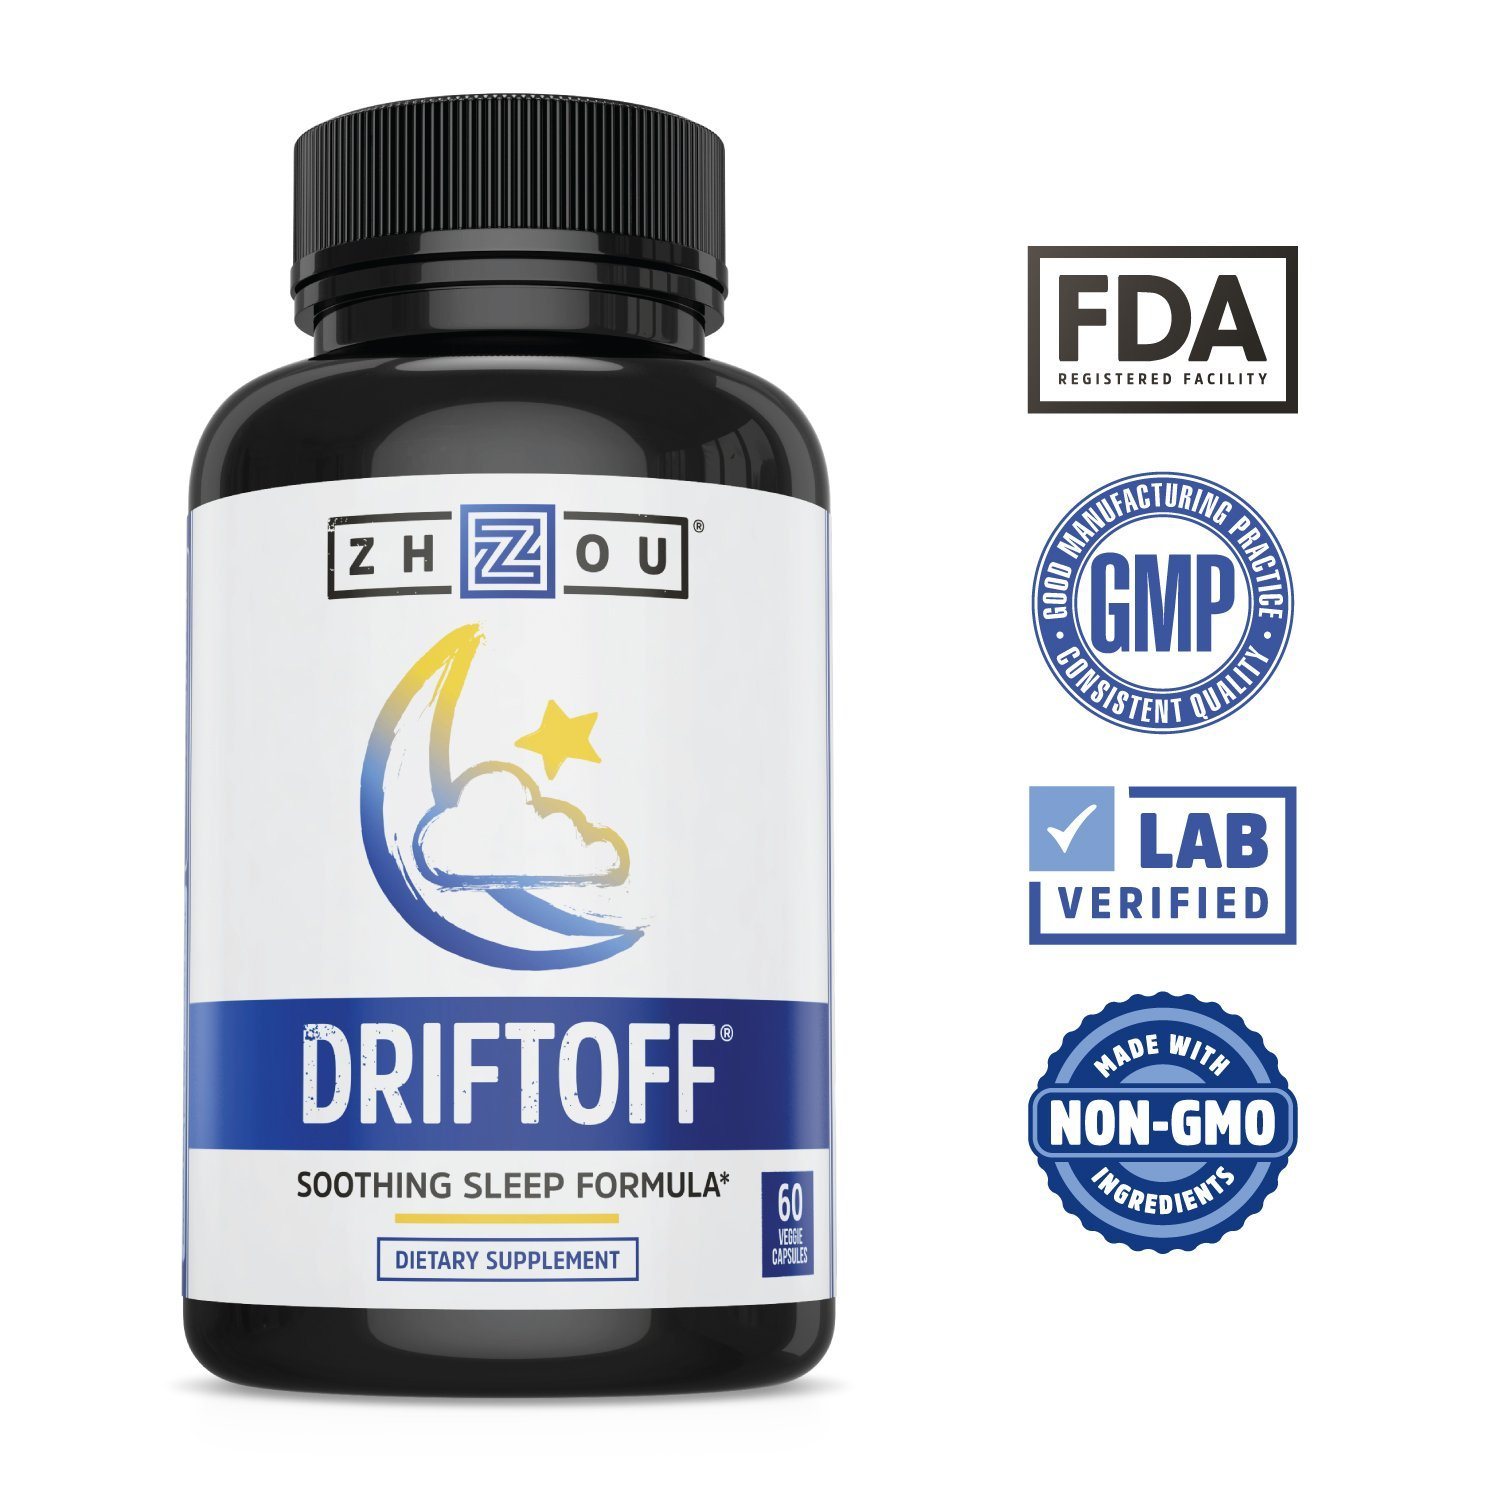 ZHZOU®
DRIFTOFF®
SOOTHING SLEEP FORMULA*
DIETARY SUPPLEMENT
60
VEGGIE
CAPSULES
FDA
REGISTERED FACILITY
GOOD MANUFACTURING PRACTICE
GMP
• CONSISTENT QUALITY •
LAB
VERIFIED
MADE WITH
NON-GMO
INGREDIENTS